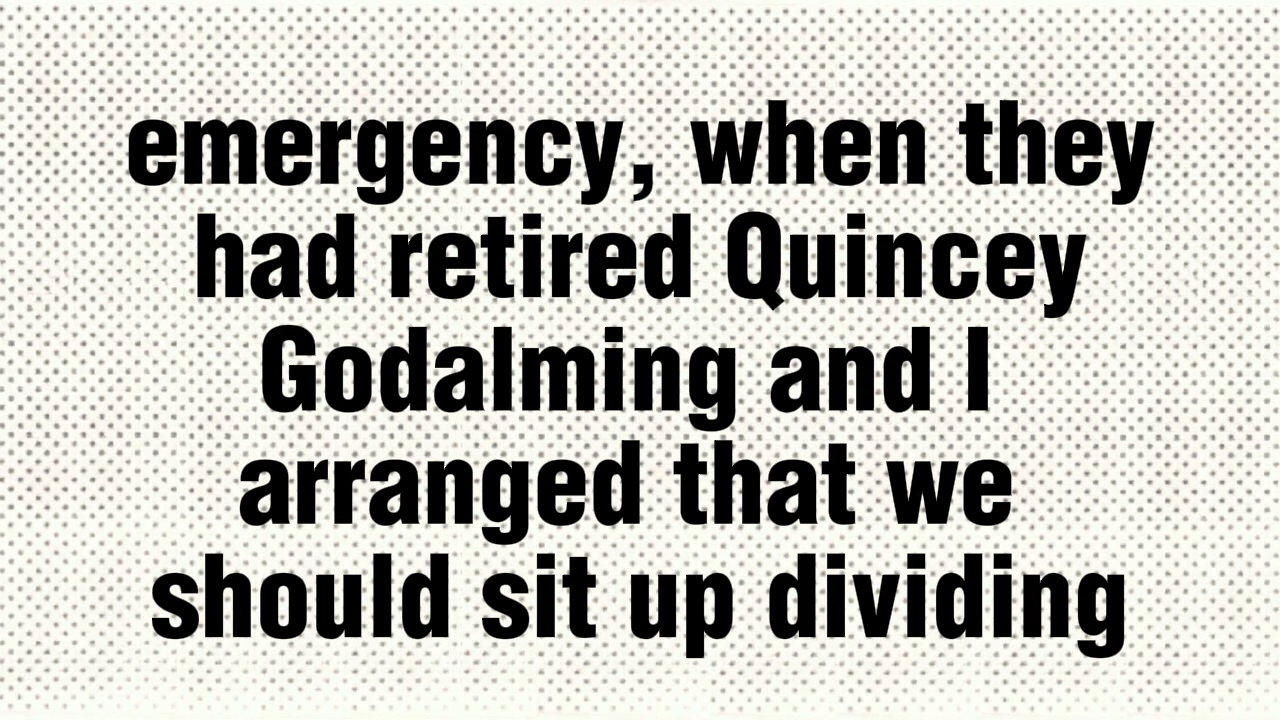 emergency, when they
had retired Quincey
Godalming and I
arranged that we
should sit up dividing